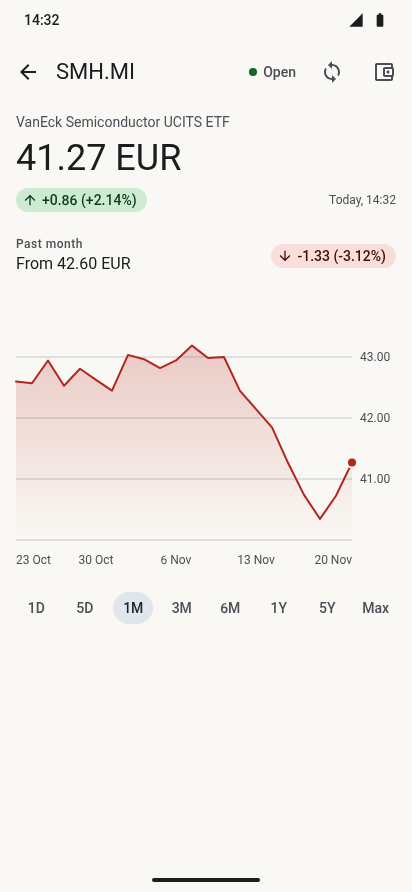 14:32
SMH.MI
Open
VanEck Semiconductor UCITS ETF
41.27 EUR
+0.86 (+2.14%)
Today, 14:32
Past month
From 42.60 EUR
-1.33 (-3.12%)
43.00
42.00
41.00
23 Oct 30 Oct 6 Nov 13 Nov 20 Nov
1D 5D 1M 3M 6M 1Y 5Y Max